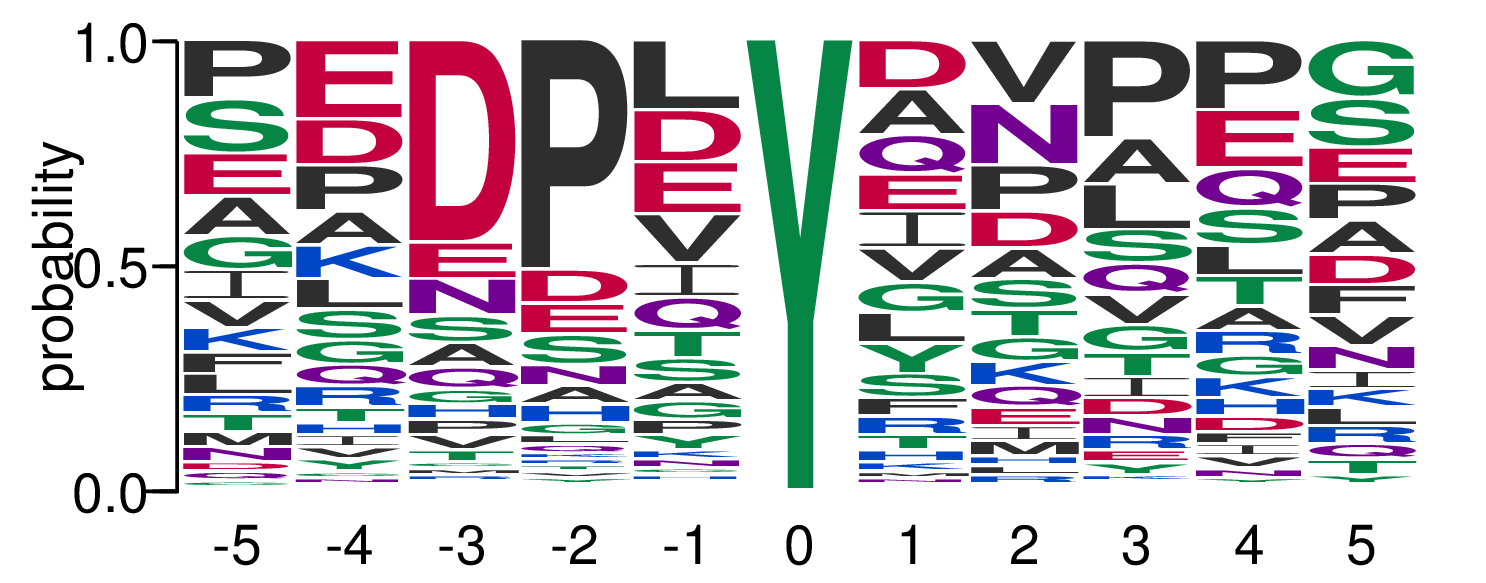 probability
1.0
0.5
0.0
P S E A G I V K F L R T M N D Q
E D P A K L S G Q R T H I V Y
D E N S A Q G H P V T
P D E S N A H G
L D E V I Q T S A G P Y K N
Y
D A Q E I V G L Y S F R T H K
V N P D A S T G K Q E I M H L R
P A L S Q V G T I D N R E Y K
P E Q S L T A R G K H D F I V N
G S E P A D F V N I K L R Q T Y
-5 -4 -3 -2 -1 0 1 2 3 4 5